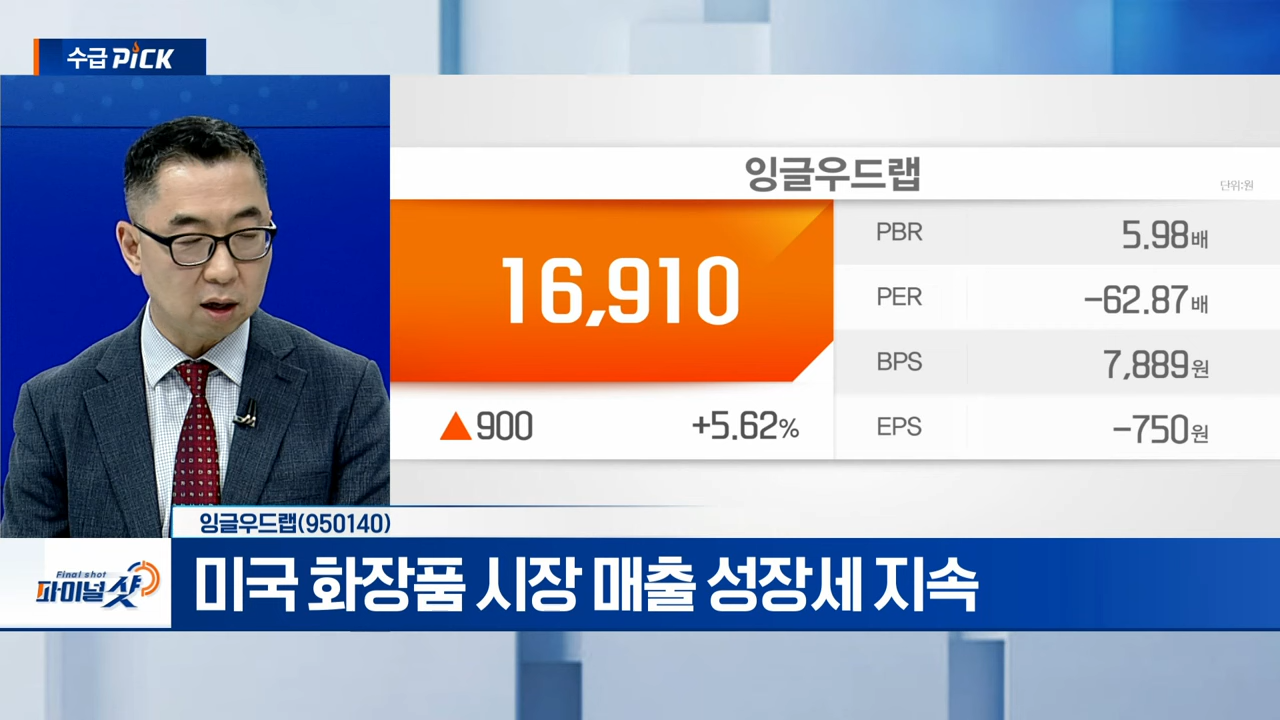 수급 PiCK
잉글우드랩
단위:원
16,910
▲900 +5.62%
PBR 5.98배
PER -62.87배
BPS 7,889원
EPS -750원
잉글우드랩(950140)
Final shot
파이널샷
미국 화장품 시장 매출 성장세 지속